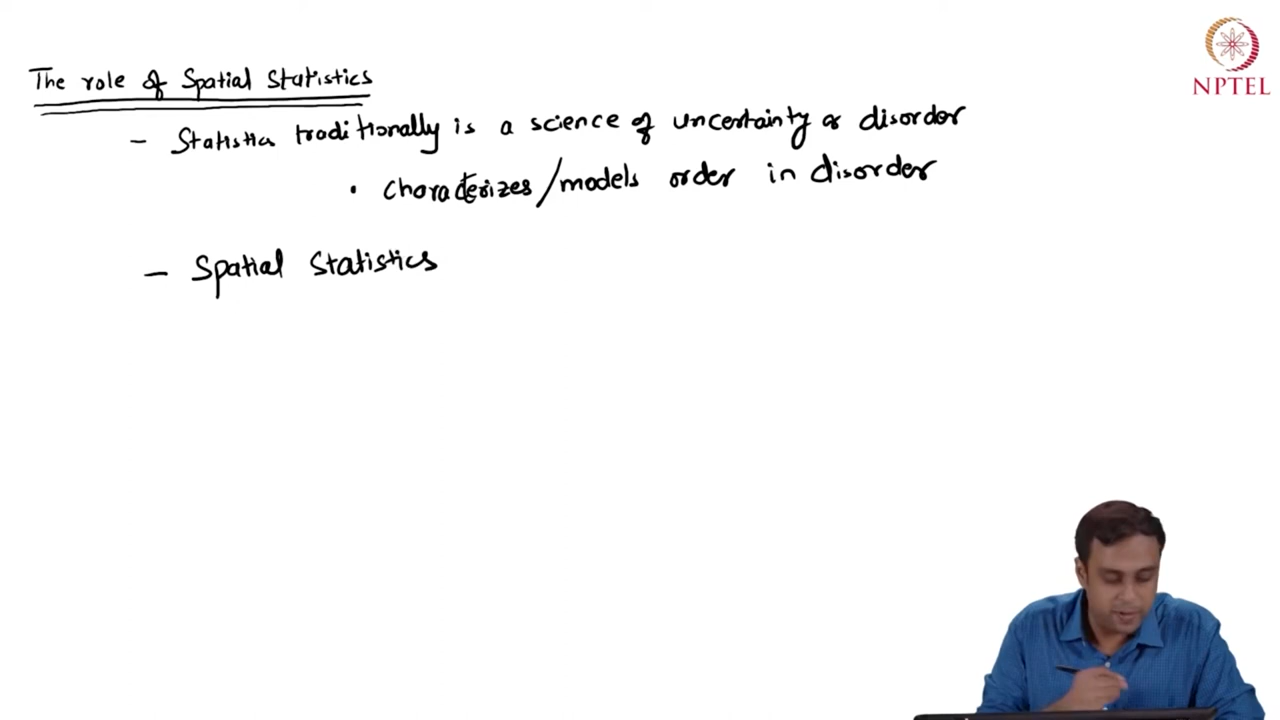 The role of Spatial Statistics
- Statistics traditionally is a science of uncertainty or disorder
• characterizes/models order in disorder
- Spatial Statistics
NPTEL